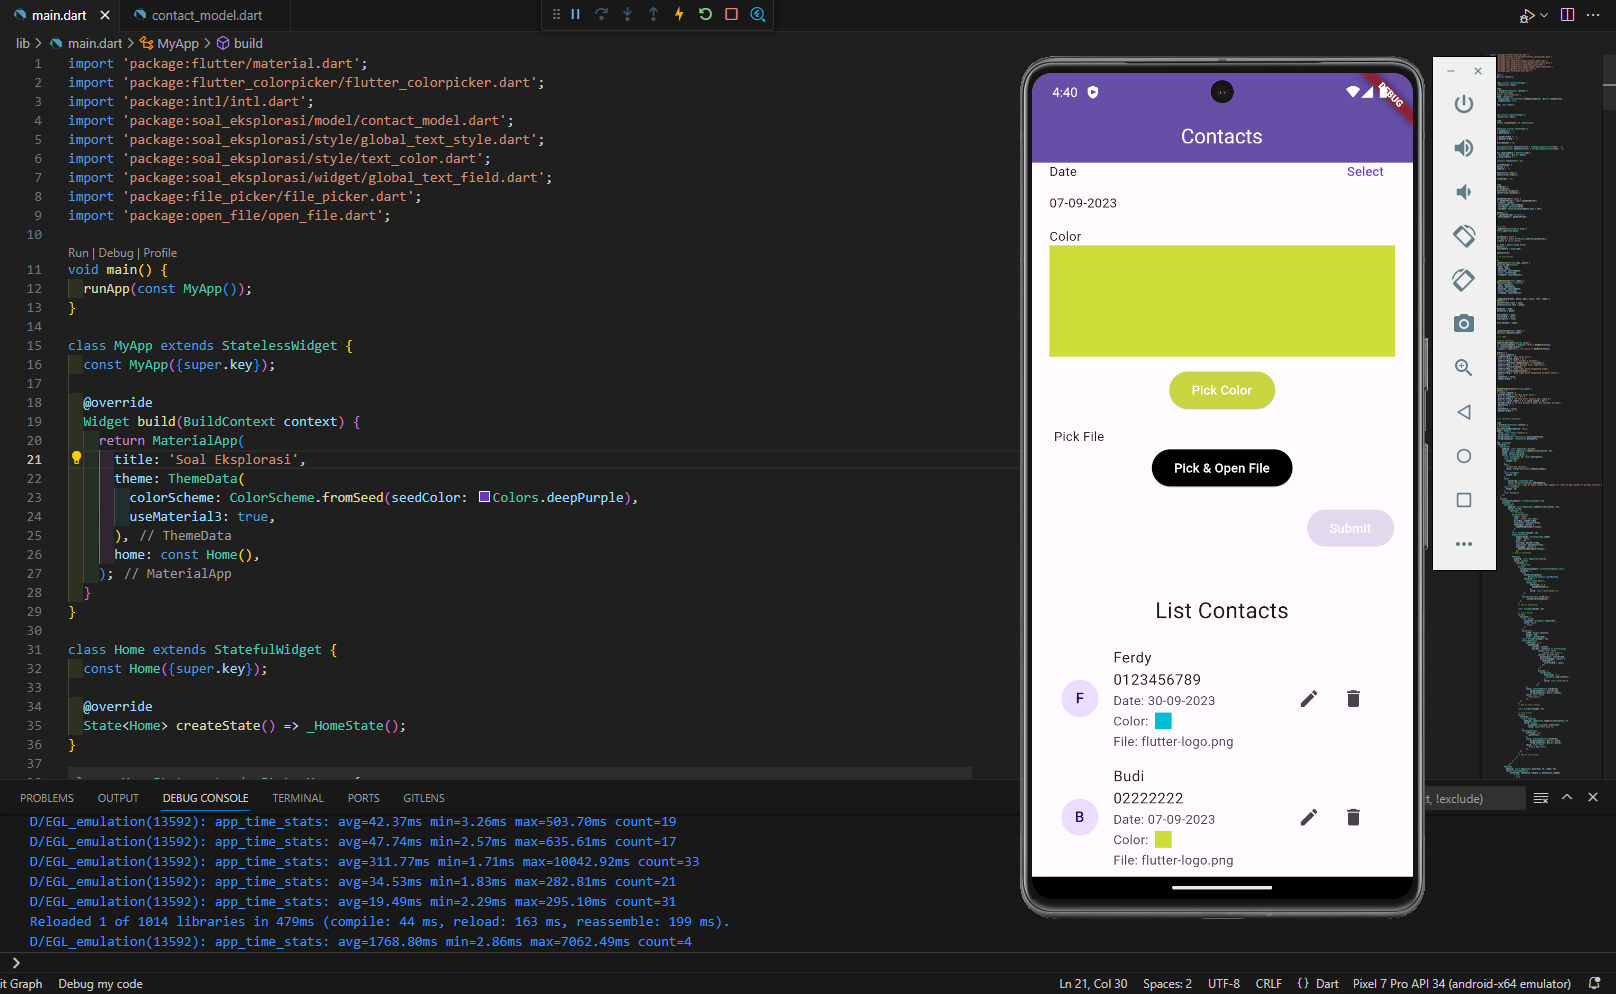 main.dart
contact_model.dart
lib > main.dart > MyApp > build
1 import 'package:flutter/material.dart';
2 import 'package:flutter_colorpicker/flutter_colorpicker.dart';
3 import 'package:intl/intl.dart';
4 import 'package:soal_eksplorasi/model/contact_model.dart';
5 import 'package:soal_eksplorasi/style/global_text_style.dart';
6 import 'package:soal_eksplorasi/style/text_color.dart';
7 import 'package:soal_eksplorasi/widget/global_text_field.dart';
8 import 'package:file_picker/file_picker.dart';
9 import 'package:open_file/open_file.dart';
10
Run | Debug | Profile
11 void main() {
12 runApp(const MyApp());
13 }
14
15 class MyApp extends StatelessWidget {
16 const MyApp({super.key});
17
18 @override
19 Widget build(BuildContext context) {
20 return MaterialApp(
21 title: 'Soal Eksplorasi',
22 theme: ThemeData(
23 colorScheme: ColorScheme.fromSeed(seedColor: Colors.deepPurple),
24 useMaterial3: true,
25 ), // ThemeData
26 home: const Home(),
27 ); // MaterialApp
28 }
29 }
30
31 class Home extends StatefulWidget {
32 const Home({super.key});
33
34 @override
35 State<Home> createState() => _HomeState();
36 }
37
4:40
DEBUG
Contacts
Date Select
07-09-2023
Color
Pick Color
Pick File
Pick & Open File
Submit
List Contacts
F
Ferdy
0123456789
Date: 30-09-2023
Color:
File: flutter-logo.png
B
Budi
02222222
Date: 07-09-2023
Color:
File: flutter-logo.png
PROBLEMS OUTPUT DEBUG CONSOLE TERMINAL PORTS GITLENS
t, !exclude)
D/EGL_emulation(13592): app_time_stats: avg=42.37ms min=3.26ms max=503.70ms count=19
D/EGL_emulation(13592): app_time_stats: avg=47.74ms min=2.57ms max=635.61ms count=17
D/EGL_emulation(13592): app_time_stats: avg=311.77ms min=1.71ms max=10042.92ms count=33
D/EGL_emulation(13592): app_time_stats: avg=34.53ms min=1.83ms max=282.81ms count=21
D/EGL_emulation(13592): app_time_stats: avg=19.49ms min=2.29ms max=295.10ms count=31
Reloaded 1 of 1014 libraries in 479ms (compile: 44 ms, reload: 163 ms, reassemble: 199 ms).
D/EGL_emulation(13592): app_time_stats: avg=1768.80ms min=2.86ms max=7062.49ms count=4
it Graph Debug my code Ln 21, Col 30 Spaces: 2 UTF-8 CRLF {} Dart Pixel 7 Pro API 34 (android-x64 emulator)